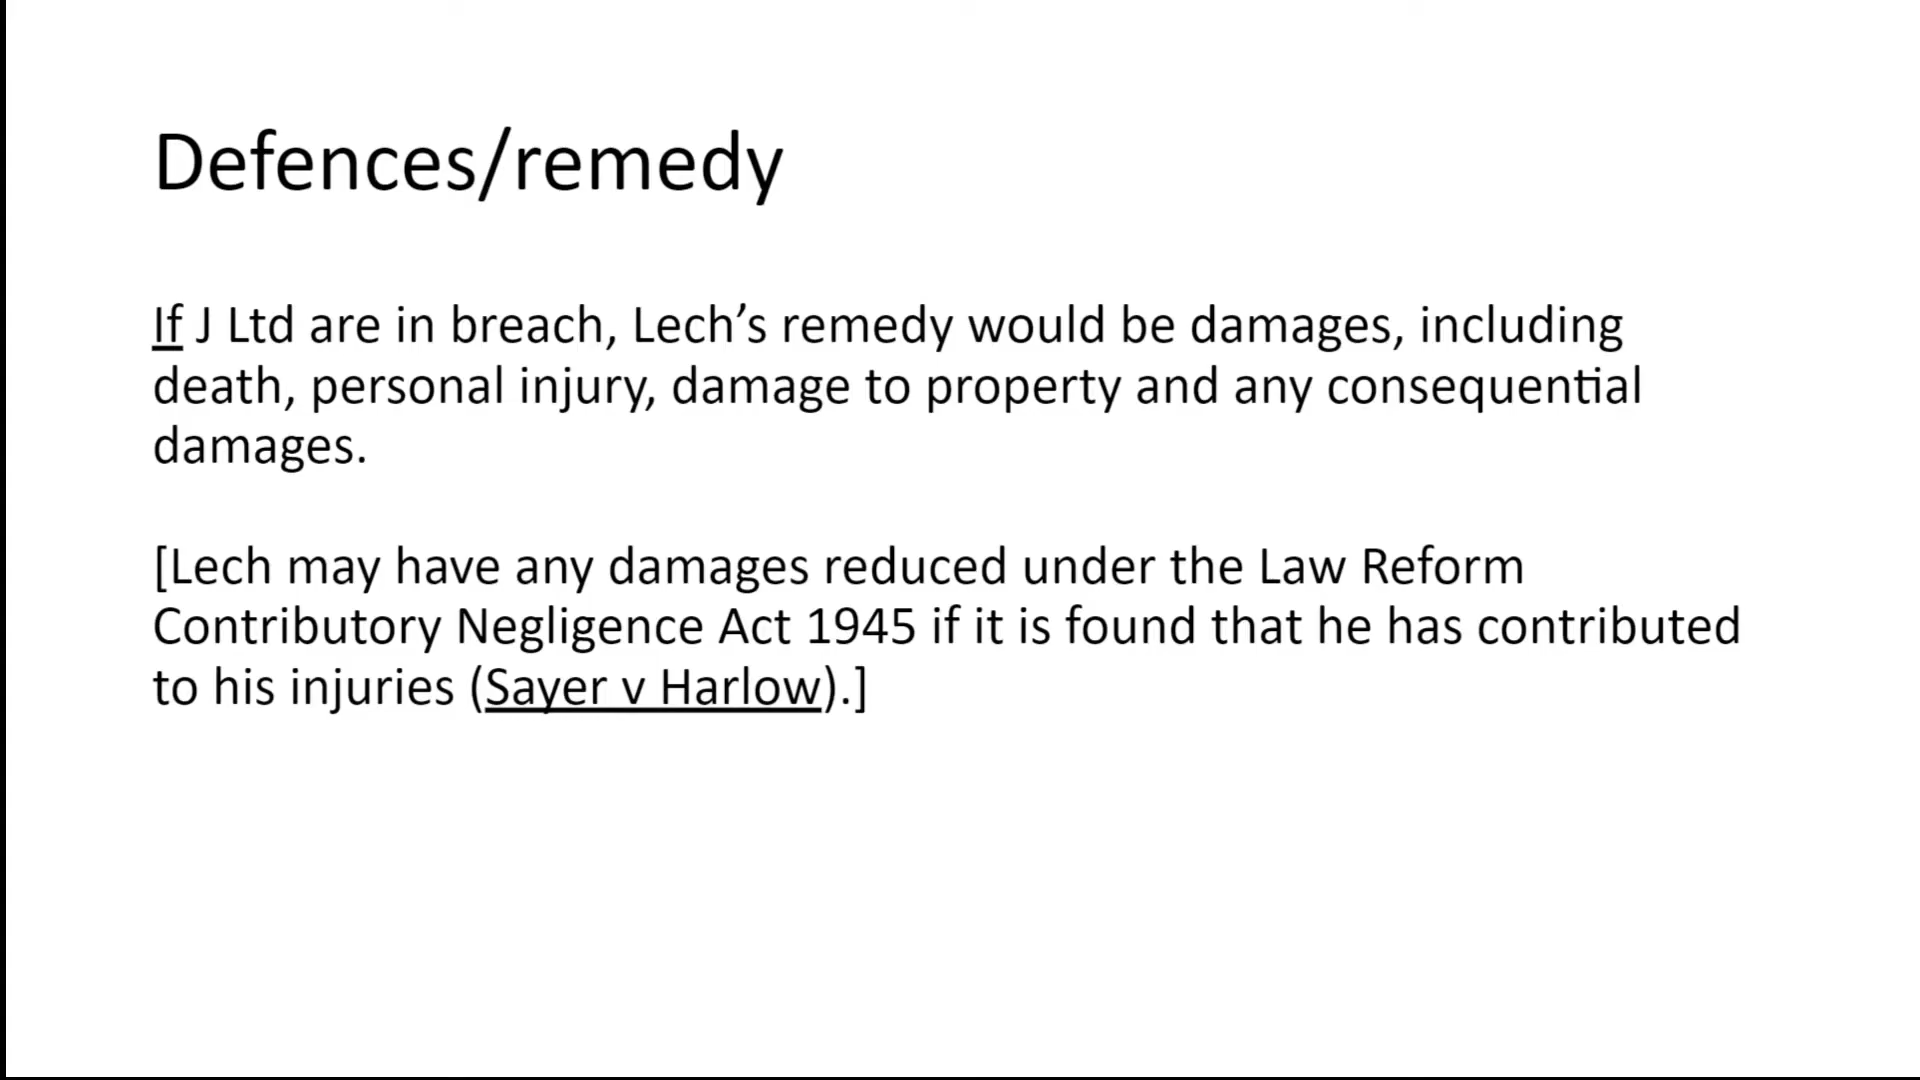 Defences/remedy
If J Ltd are in breach, Lech’s remedy would be damages, including
death, personal injury, damage to property and any consequential
damages.
[Lech may have any damages reduced under the Law Reform
Contributory Negligence Act 1945 if it is found that he has contributed
to his injuries (Sayer v Harlow).]